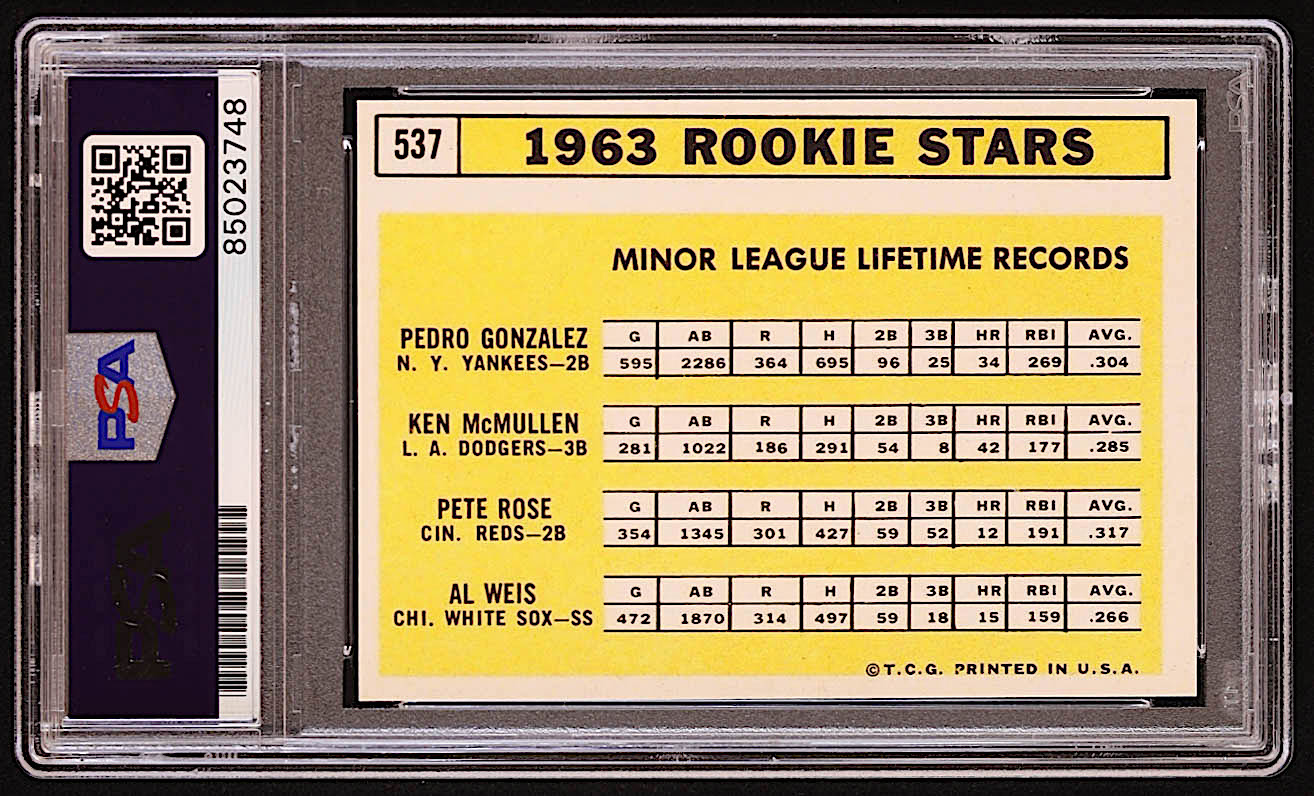 537 1963 ROOKIE STARS
MINOR LEAGUE LIFETIME RECORDS
PEDRO GONZALEZ G AB R H 2B 3B HR RBI AVG.
N. Y. YANKEES—2B 595 2286 364 695 96 25 34 269 .304
KEN McMULLEN G AB R H 2B 3B HR RBI AVG.
L. A. DODGERS—3B 281 1022 186 291 54 8 42 177 .285
PETE ROSE G AB R H 2B 3B HR RBI AVG.
CIN. REDS—2B 354 1345 301 427 59 52 12 191 .317
AL WEIS G AB R H 2B 3B HR RBI AVG.
CHI. WHITE SOX—SS 472 1870 314 497 59 18 15 159 .266
©T.C.G. PRINTED IN U.S.A.
85023748
PSA
PSA
PSA